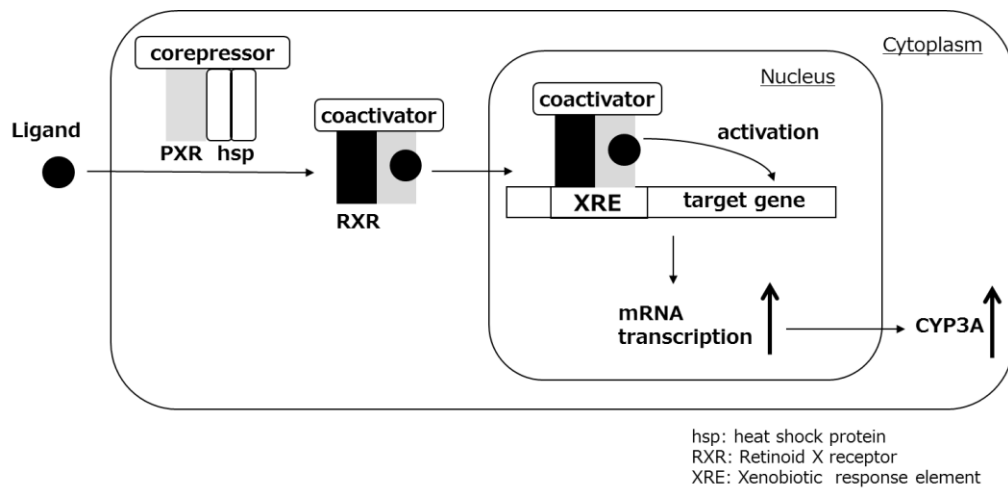 corepressor
Cytoplasm
Nucleus
Ligand
PXR hsp
coactivator
RXR
coactivator
activation
XRE
target gene
mRNA
transcription
CYP3A
hsp: heat shock protein
RXR: Retinoid X receptor
XRE: Xenobiotic response element